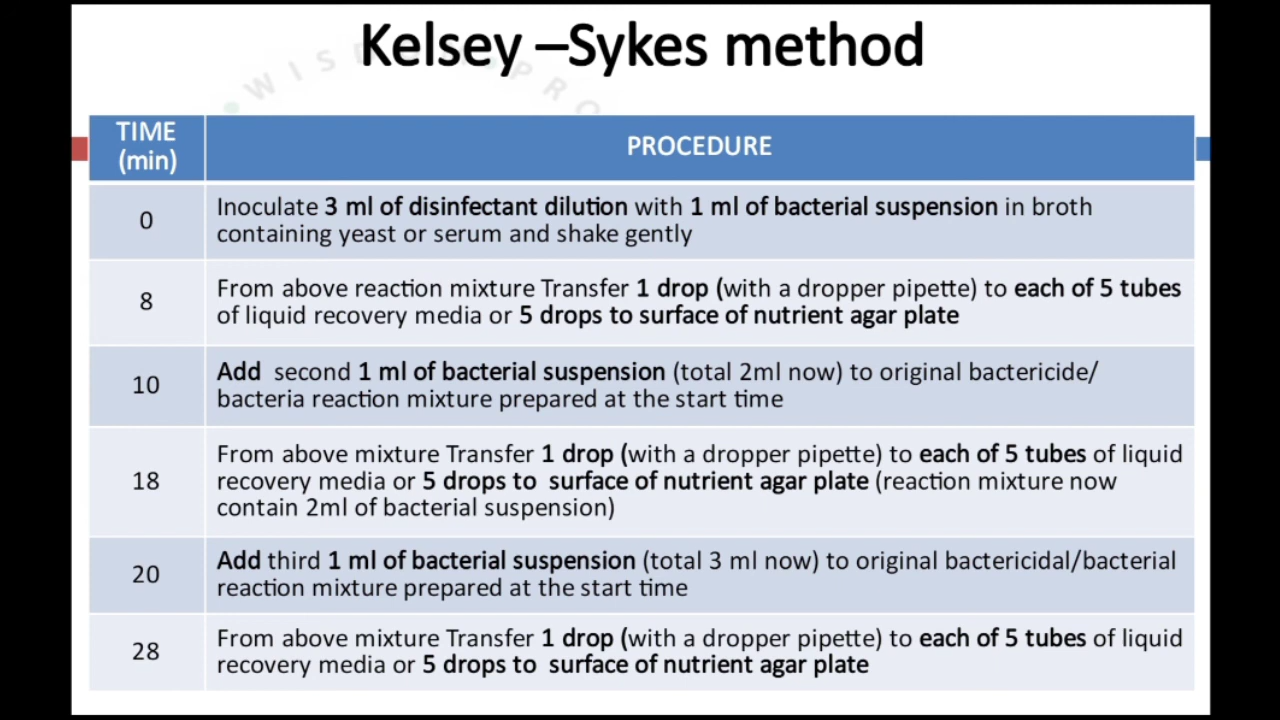 Kelsey –Sykes method
TIME
(min)
PROCEDURE
0
Inoculate 3 ml of disinfectant dilution with 1 ml of bacterial suspension in broth
containing yeast or serum and shake gently
8
From above reaction mixture Transfer 1 drop (with a dropper pipette) to each of 5 tubes
of liquid recovery media or 5 drops to surface of nutrient agar plate
10
Add second 1 ml of bacterial suspension (total 2ml now) to original bactericide/
bacteria reaction mixture prepared at the start time
18
From above mixture Transfer 1 drop (with a dropper pipette) to each of 5 tubes of liquid
recovery media or 5 drops to surface of nutrient agar plate (reaction mixture now
contain 2ml of bacterial suspension)
20
Add third 1 ml of bacterial suspension (total 3 ml now) to original bactericidal/bacterial
reaction mixture prepared at the start time
28
From above mixture Transfer 1 drop (with a dropper pipette) to each of 5 tubes of liquid
recovery media or 5 drops to surface of nutrient agar plate